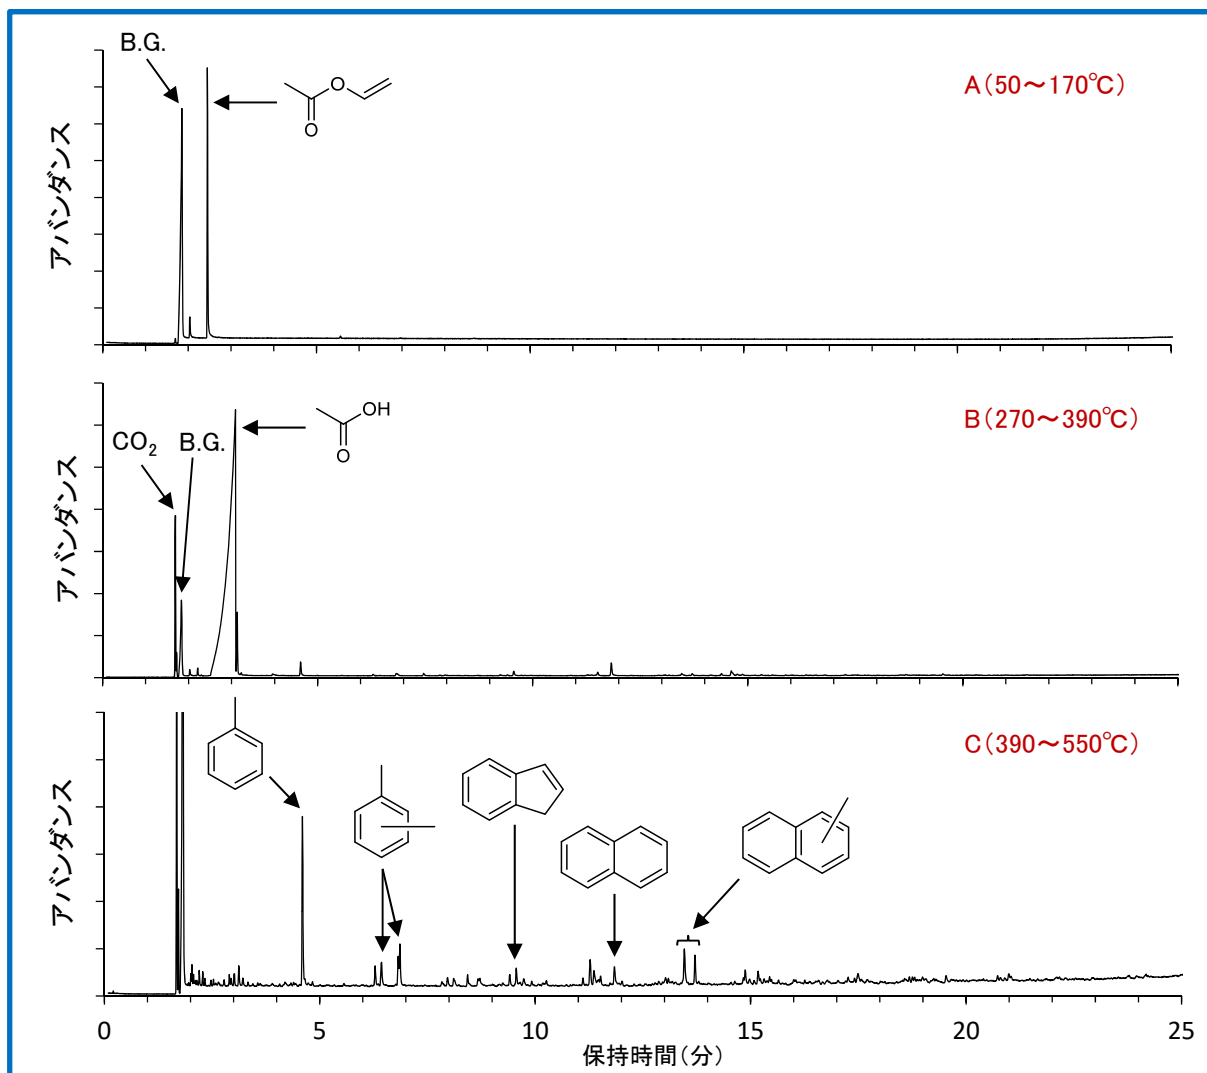 B.G.
O
O
A(50～170℃)
アバンダンス
CO2
B.G.
OH
O
B(270～390℃)
アバンダンス
C(390～550℃)
アバンダンス
0
5
10
15
20
25
保持時間(分)